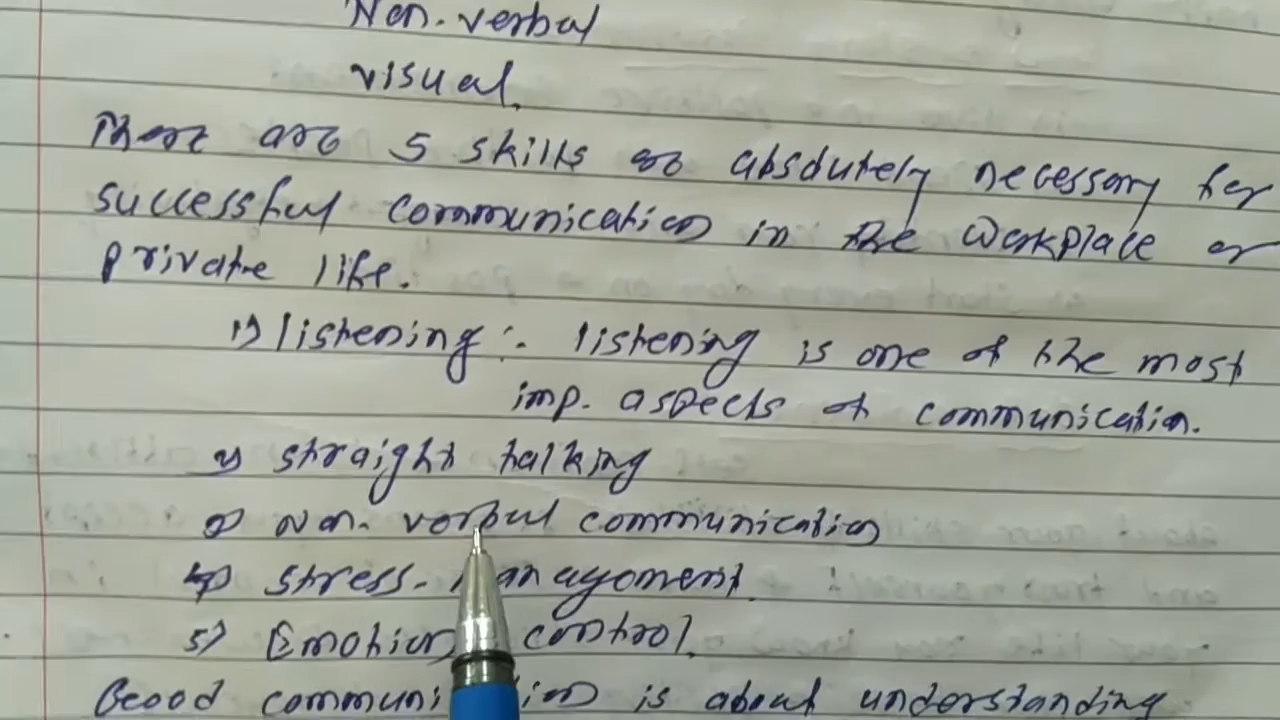 Non-verbal
visual.
There are 5 skills or absolutely necessary for
successful communication in the workplace or
private life.
1) listening :- listening is one of the most
imp. aspects of communication.
2) straight talking
3) Non-verbal communication
4) stress-management.
5) Emotion control.
Good communication is about understanding